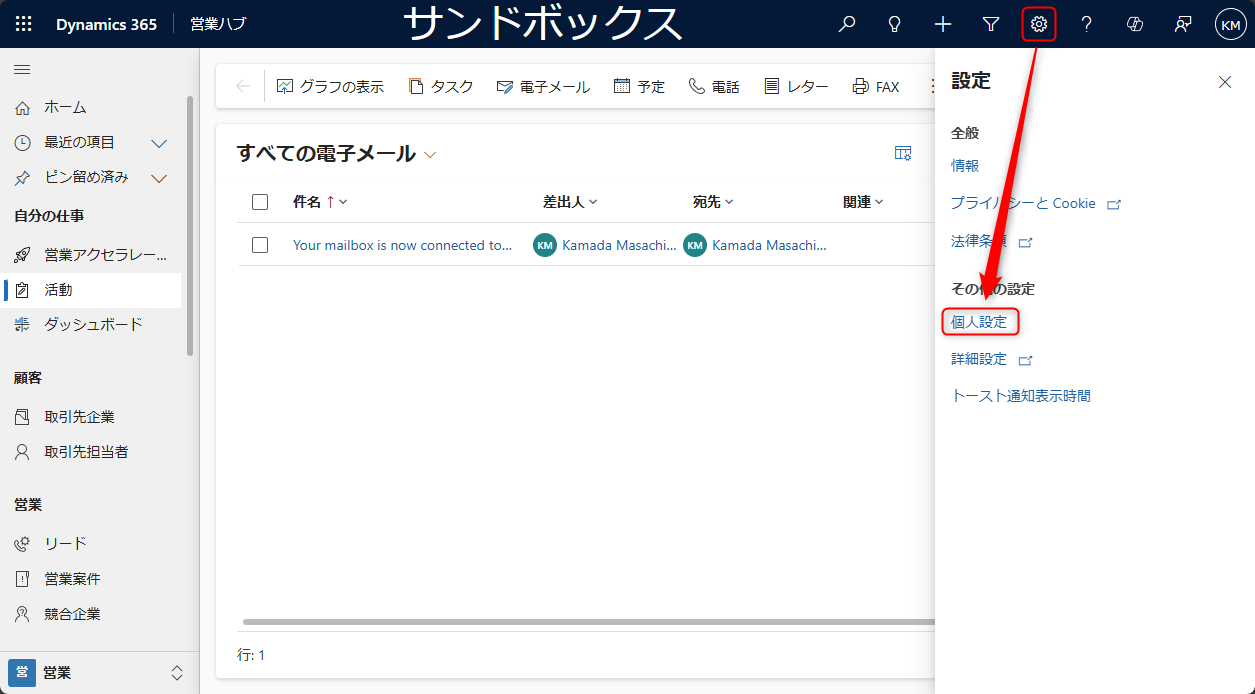 Dynamics 365
営業ハブ
サンドボックス
KM
ホーム
最近の項目
ピン留め済み
自分の仕事
営業アクセラレー...
活動
ダッシュボード
顧客
取引先企業
取引先担当者
営業
リード
営業案件
競合企業
営 営業
グラフの表示 タスク 電子メール 予定 電話 レター FAX
すべての電子メール
件名 ↑ 差出人 宛先 関連
Your mailbox is now connected to... KM Kamada Masachi... KM Kamada Masachi...
行: 1
設定
全般
情報
プライバシーと Cookie
法律条項
その他の設定
個人設定
詳細設定
トースト通知表示時間